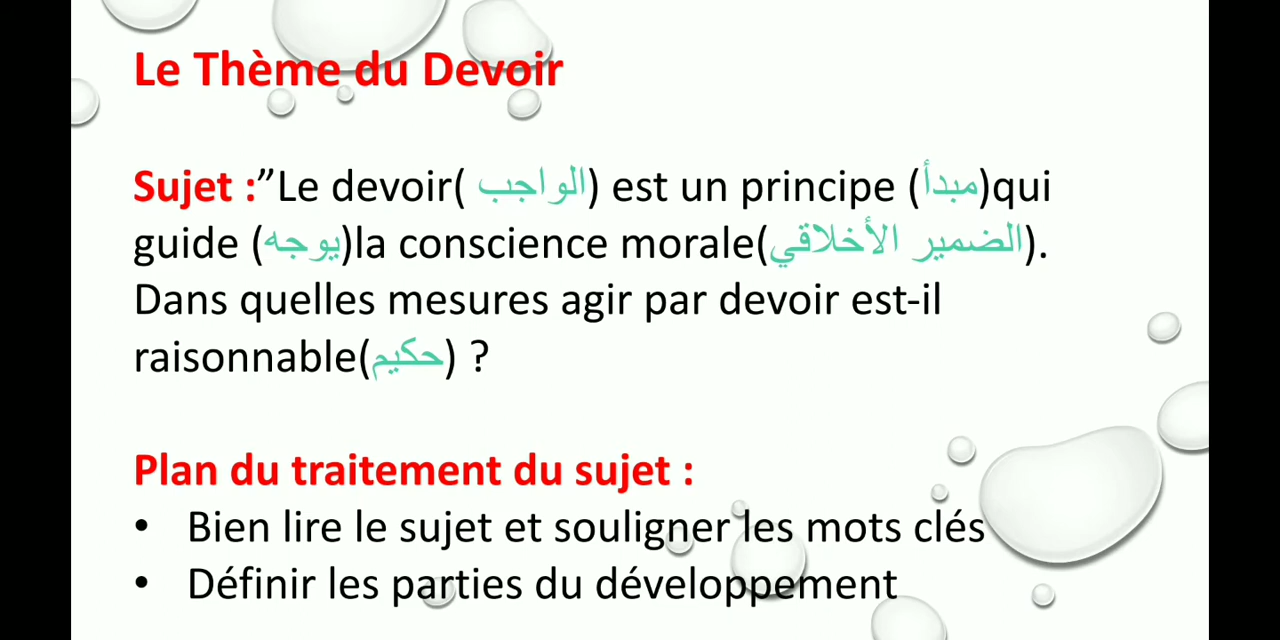 Le Thème du Devoir
Sujet :”Le devoir( الواجب) est un principe (مبدأ)qui
guide (يوجه)la conscience morale(الضمير الأخلاقي).
Dans quelles mesures agir par devoir est-il
raisonnable(حكيم) ?
Plan du traitement du sujet :
• Bien lire le sujet et souligner les mots clés
• Définir les parties du développement